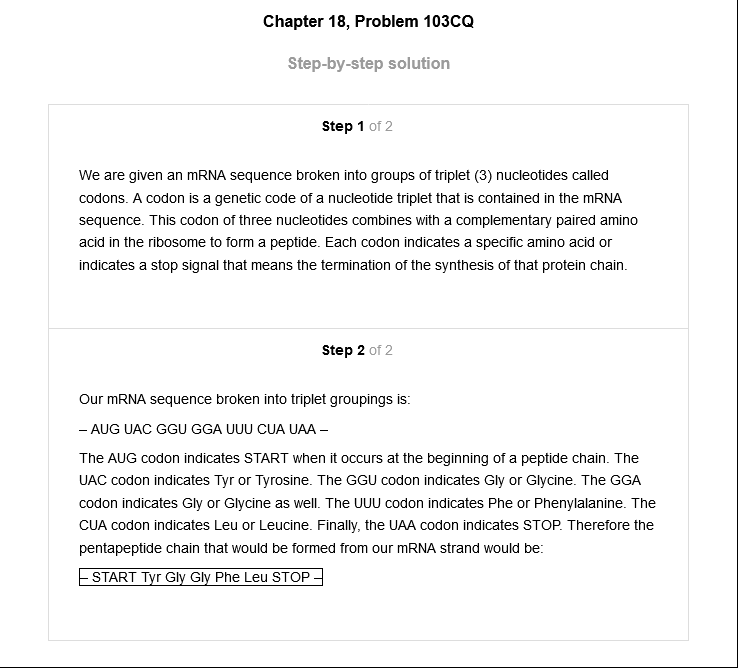 Chapter 18, Problem 103CQ
Step-by-step solution
Step 1 of 2
We are given an mRNA sequence broken into groups of triplet (3) nucleotides called
codons. A codon is a genetic code of a nucleotide triplet that is contained in the mRNA
sequence. This codon of three nucleotides combines with a complementary paired amino
acid in the ribosome to form a peptide. Each codon indicates a specific amino acid or
indicates a stop signal that means the termination of the synthesis of that protein chain.
Step 2 of 2
Our mRNA sequence broken into triplet groupings is:
– AUG UAC GGU GGA UUU CUA UAA –
The AUG codon indicates START when it occurs at the beginning of a peptide chain. The
UAC codon indicates Tyr or Tyrosine. The GGU codon indicates Gly or Glycine. The GGA
codon indicates Gly or Glycine as well. The UUU codon indicates Phe or Phenylalanine. The
CUA codon indicates Leu or Leucine. Finally, the UAA codon indicates STOP. Therefore the
pentapeptide chain that would be formed from our mRNA strand would be:
– START Tyr Gly Gly Phe Leu STOP –